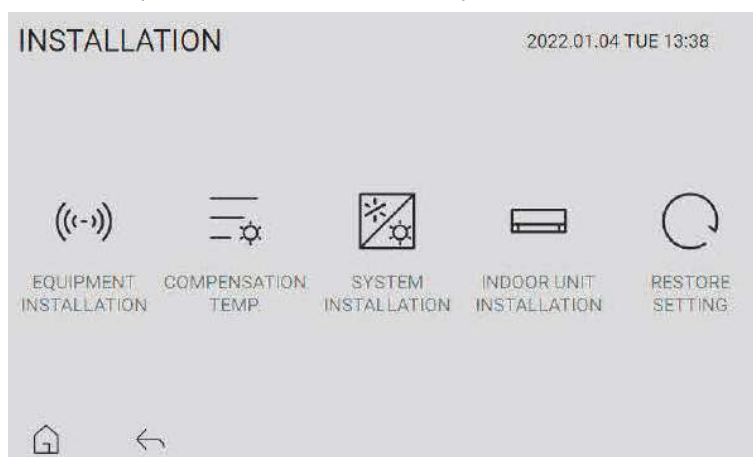 INSTALLATION
2022.01.04 TUE 13:38
EQUIPMENT
INSTALLATION
COMPENSATION
TEMP.
SYSTEM
INSTALLATION
INDOOR UNIT
INSTALLATION
RESTORE
SETTING